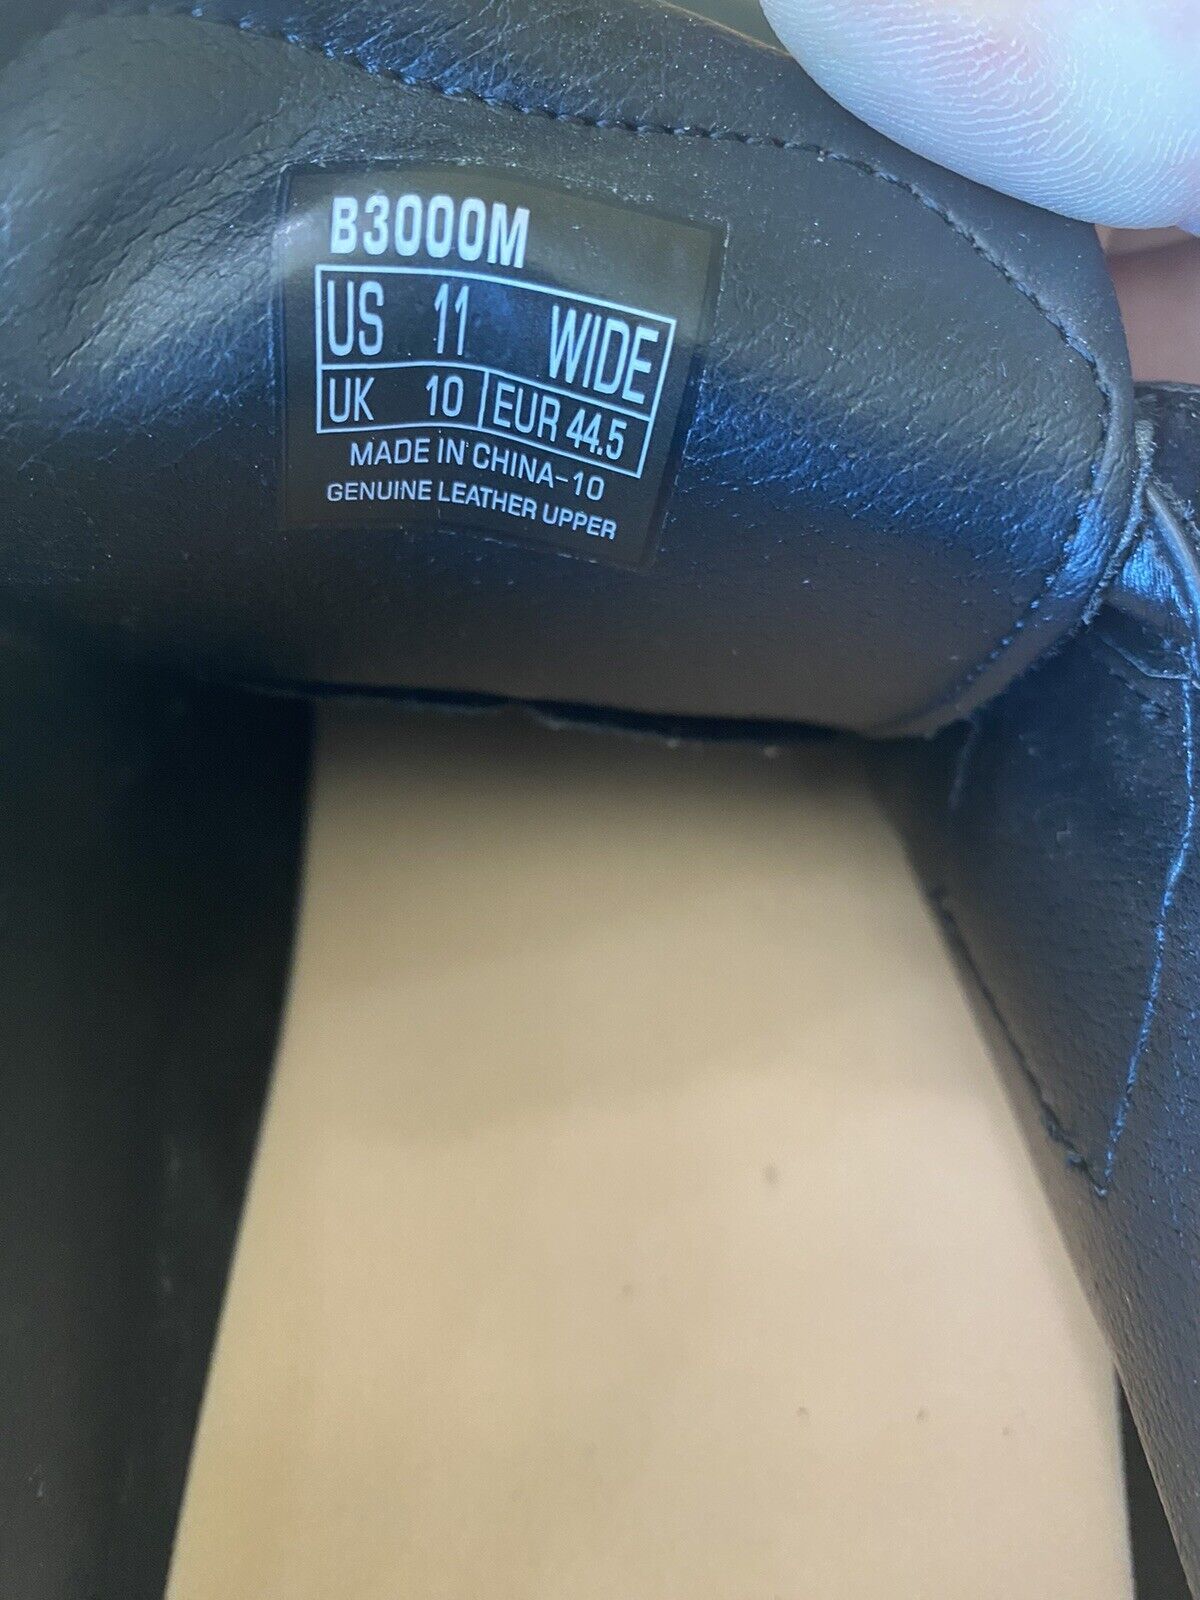 B3000M
US 11 WIDE
UK 10 EUR 44.5
MADE IN CHINA-10
GENUINE LEATHER UPPER